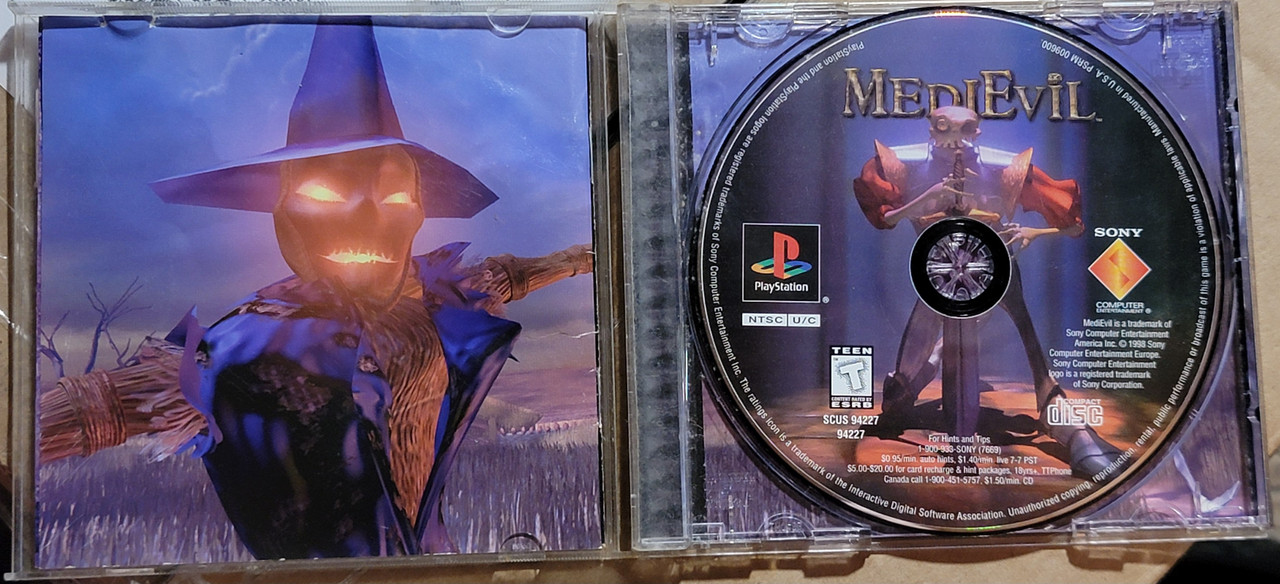 MEDIEVIL™
PlayStation
®
NTSC U/C
SONY
COMPUTER
ENTERTAINMENT ®
MediEvil is a trademark of
Sony Computer Entertainment
America Inc. © 1998 Sony
Computer Entertainment Europe.
Sony Computer Entertainment
logo is a registered trademark
of Sony Corporation.
TEEN
T
CONTENT RATED BY
ESRB
SCUS 94227
94227
COMPACT
disc
For Hints and Tips
1-900-933-SONY (7669)
$0.95/min. auto hints, $1.40/min. live 7-7 PST
$5.00-$20.00 for card recharge & hint packages, 18yrs+, TTPhone
Canada call 1-900-451-5757, $1.50/min. CD
PlayStation and the PlayStation logos are registered trademarks of Sony Computer Entertainment Inc. The ratings icon is a trademark of the Interactive Digital Software Association. Unauthorized copying, reproduction, rental, public performance or broadcast of this game is a violation of applicable laws. Manufactured in U.S.A. PSRM 009600.